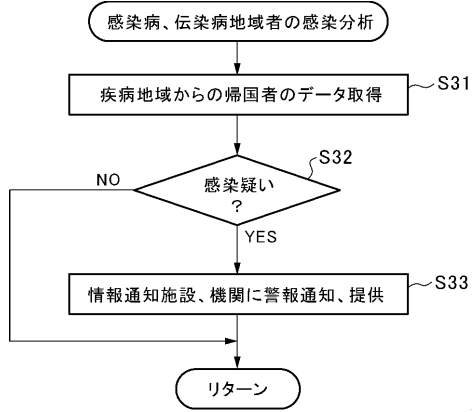 感染病、伝染病地域者の感染分析
疾病地域からの帰国者のデータ取得
S31
感染疑い
?
S32
NO
YES
情報通知施設、機関に警報通知、提供
S33
リターン